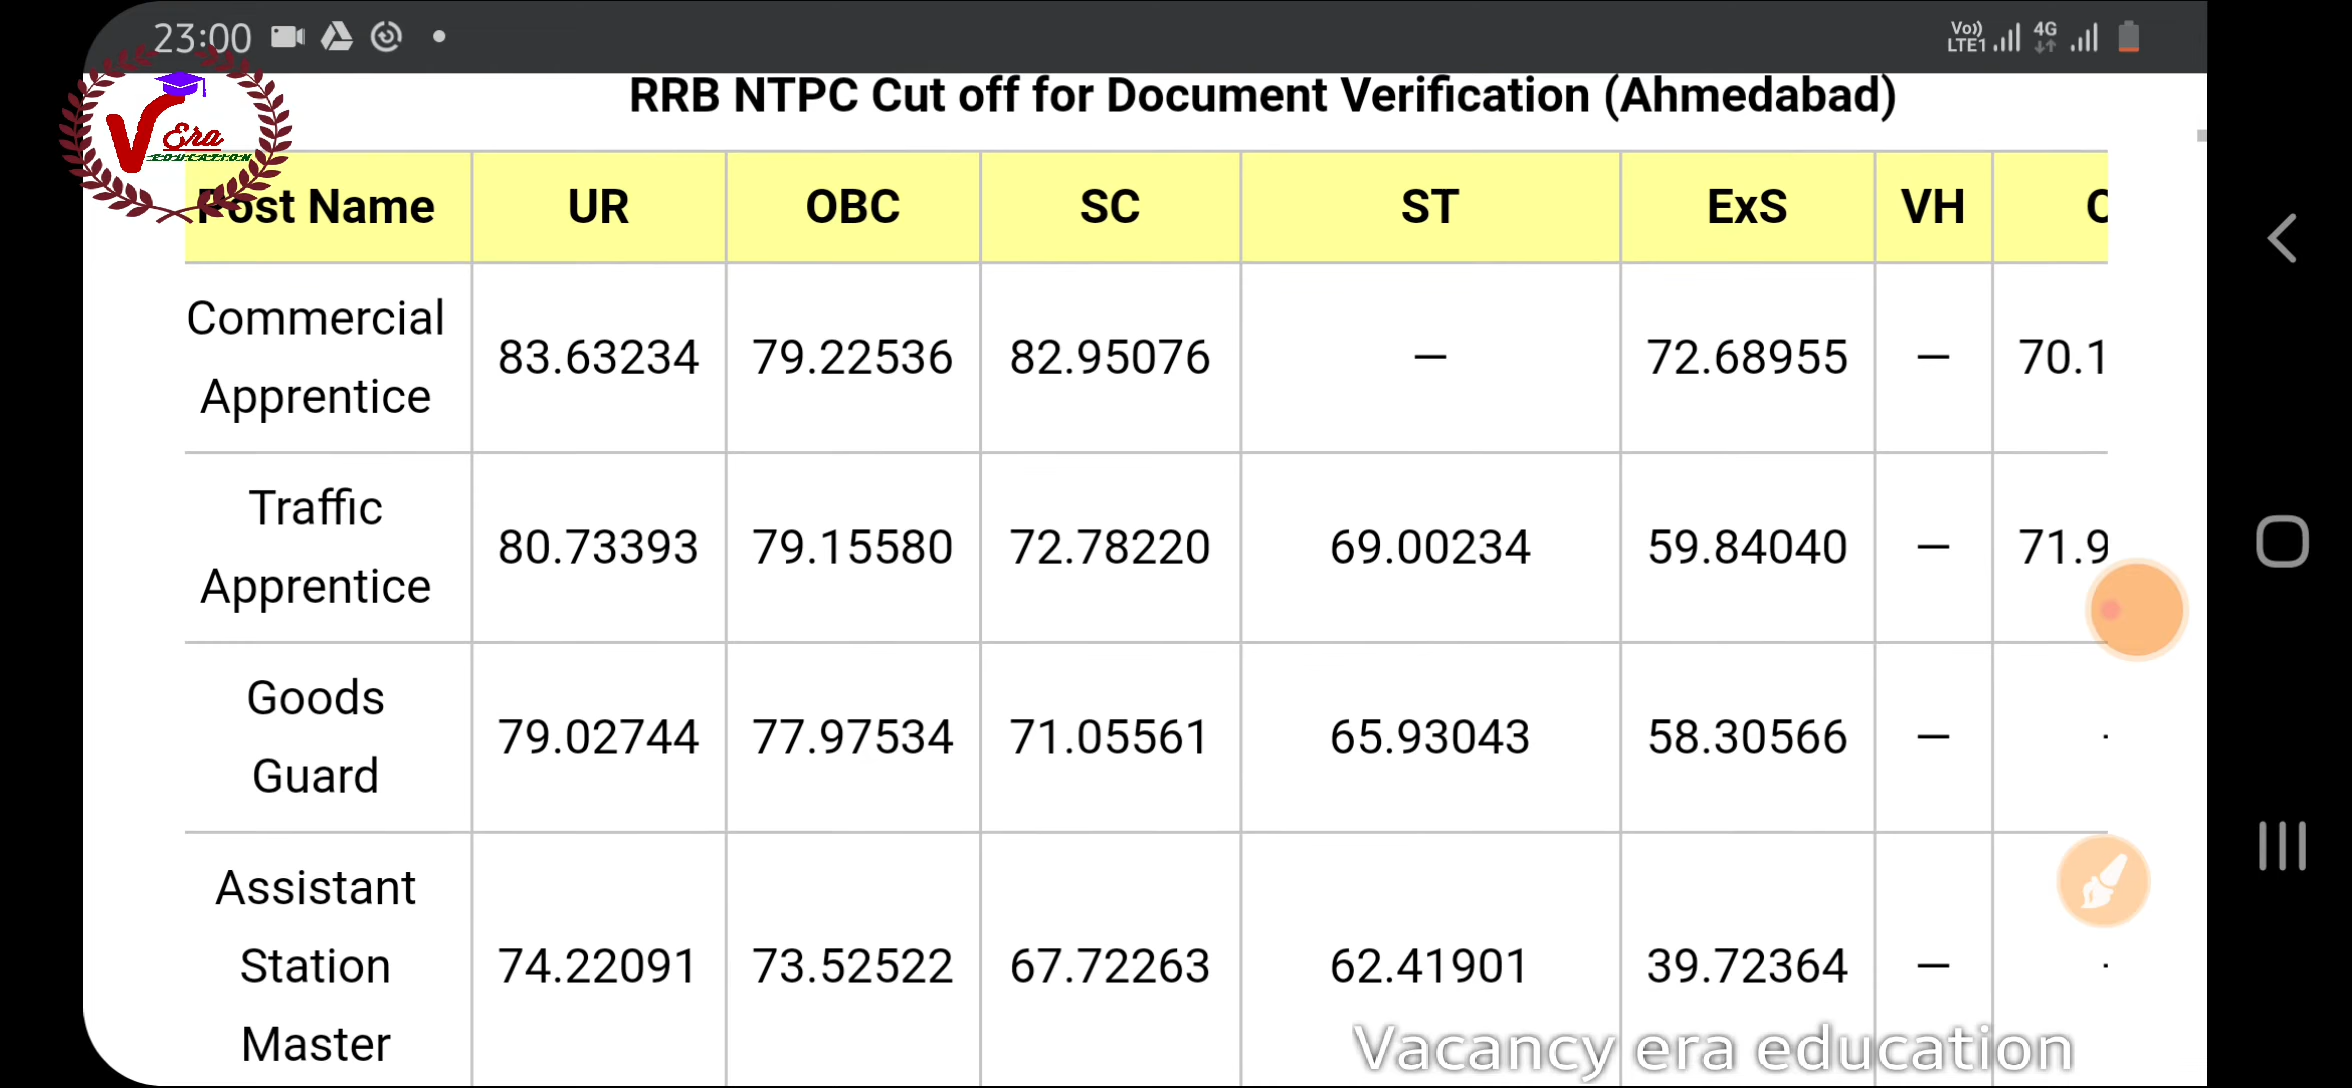 23:00
Vo)) LTE1 4G
V Era
EDUCATION
RRB NTPC Cut off for Document Verification (Ahmedabad)
Post Name UR OBC SC ST ExS VH
Commercial Apprentice 83.63234 79.22536 82.95076 — 72.68955 — 70.1
Traffic Apprentice 80.73393 79.15580 72.78220 69.00234 59.84040 — 71.9
Goods Guard 79.02744 77.97534 71.05561 65.93043 58.30566 —
Assistant Station Master 74.22091 73.52522 67.72263 62.41901 39.72364 —
Vacancy era education